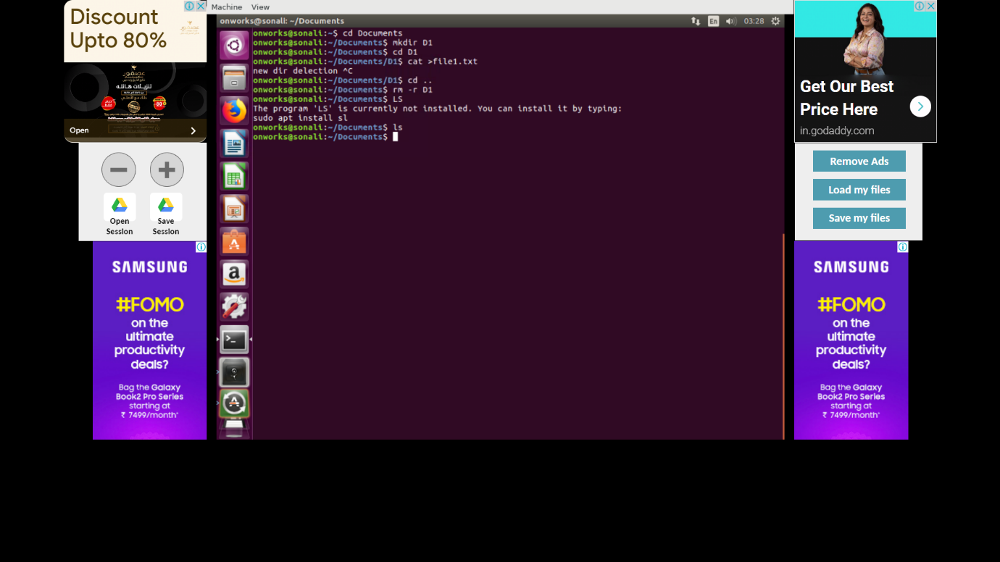 Discount
Upto 80%
عصفور
تنزيلات هائلة
Open
Open
Session
Save
Session
SAMSUNG
#FOMO
on the
ultimate
productivity
deals?
Bag the Galaxy
Book2 Pro Series
starting at
₹ 7499/month*
Machine View
onworks@sonali: ~/Documents
En
03:28
onworks@sonali:~$ cd Documents
onworks@sonali:~/Documents$ mkdir D1
onworks@sonali:~/Documents$ cd D1
onworks@sonali:~/Documents/D1$ cat >file1.txt
new dir delection ^C
onworks@sonali:~/Documents/D1$ cd ..
onworks@sonali:~/Documents$ rm -r D1
onworks@sonali:~/Documents$ LS
The program 'LS' is currently not installed. You can install it by typing:
sudo apt install sl
onworks@sonali:~/Documents$ ls
onworks@sonali:~/Documents$
Get Our Best
Price Here
in.godaddy.com
Remove Ads
Load my files
Save my files
SAMSUNG
#FOMO
on the
ultimate
productivity
deals?
Bag the Galaxy
Book2 Pro Series
starting at
₹ 7499/month*